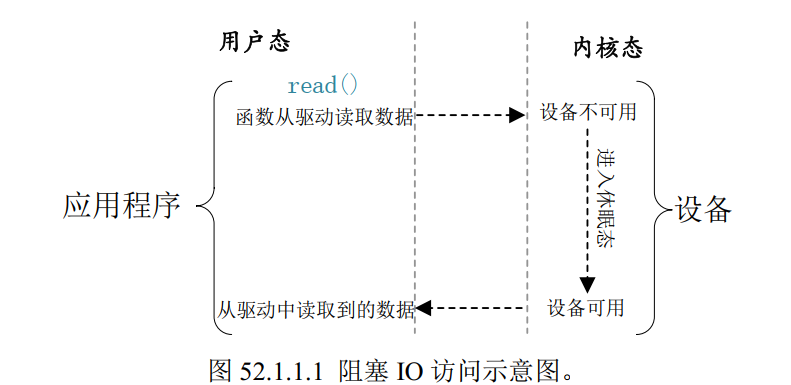 用户态
内核态
read()
函数从驱动读取数据
设备不可用
进入休眠态
应用程序
设备
从驱动中读取到的数据
设备可用
图 52.1.1.1 阻塞 IO 访问示意图。